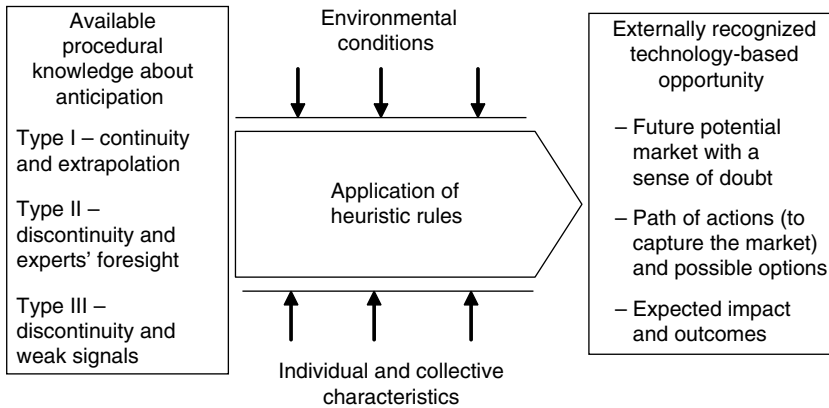 Available
procedural
knowledge about
anticipation
Type I – continuity
and extrapolation
Type II –
discontinuity and
experts’ foresight
Type III –
discontinuity and
weak signals
Environmental
conditions
Application of
heuristic rules
Individual and collective
characteristics
Externally recognized
technology-based
opportunity
– Future potential
market with a
sense of doubt
– Path of actions (to
capture the market)
and possible options
– Expected impact
and outcomes